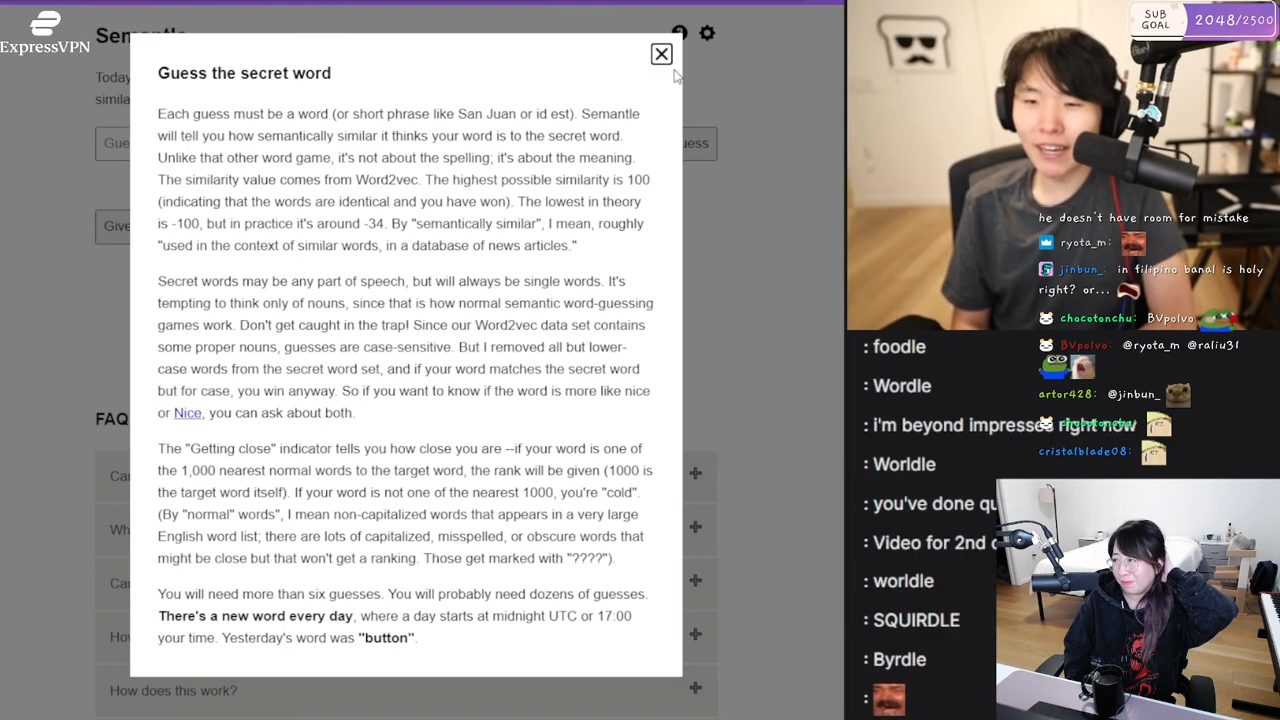 ExpressVPN
Guess the secret word
Each guess must be a word (or short phrase like San Juan or id est). Semantle
will tell you how semantically similar it thinks your word is to the secret word.
Unlike that other word game, it's not about the spelling; it's about the meaning.
The similarity value comes from Word2vec. The highest possible similarity is 100
(indicating that the words are identical and you have won). The lowest in theory
is -100, but in practice it's around -34. By "semantically similar", I mean, roughly
"used in the context of similar words, in a database of news articles."
Secret words may be any part of speech, but will always be single words. It's
tempting to think only of nouns, since that is how normal semantic word-guessing
games work. Don't get caught in the trap! Since our Word2vec data set contains
some proper nouns, guesses are case-sensitive. But I removed all but lower-
case words from the secret word set, and if your word matches the secret word
but for case, you win anyway. So if you want to know if the word is more like nice
or Nice, you can ask about both.
The "Getting close" indicator tells you how close you are --if your word is one of
the 1,000 nearest normal words to the target word, the rank will be given (1000 is
the target word itself). If your word is not one of the nearest 1000, you're "cold".
(By "normal" words", I mean non-capitalized words that appears in a very large
English word list; there are lots of capitalized, misspelled, or obscure words that
might be close but that won't get a ranking. Those get marked with "????").
You will need more than six guesses. You will probably need dozens of guesses.
There's a new word every day, where a day starts at midnight UTC or 17:00
your time. Yesterday's word was "button".
FAQ
How does this work?
SUB
GOAL
2048/2500
he doesn't have room for mistake
ryota_m:
jinbun_: in filipino banal is holy
right? or...
chocotonchu: BVpolvo
BVpolvo: @ryota_m @raliu31
artor428: @jinbun_
chocotonchu:
cristalblade08:
: foodle
: Wordle
: i'm beyond impresses right now
: Worldle
: you've done qu
: Video for 2nd
: worldle
: SQUIRDLE
: Byrdle
: